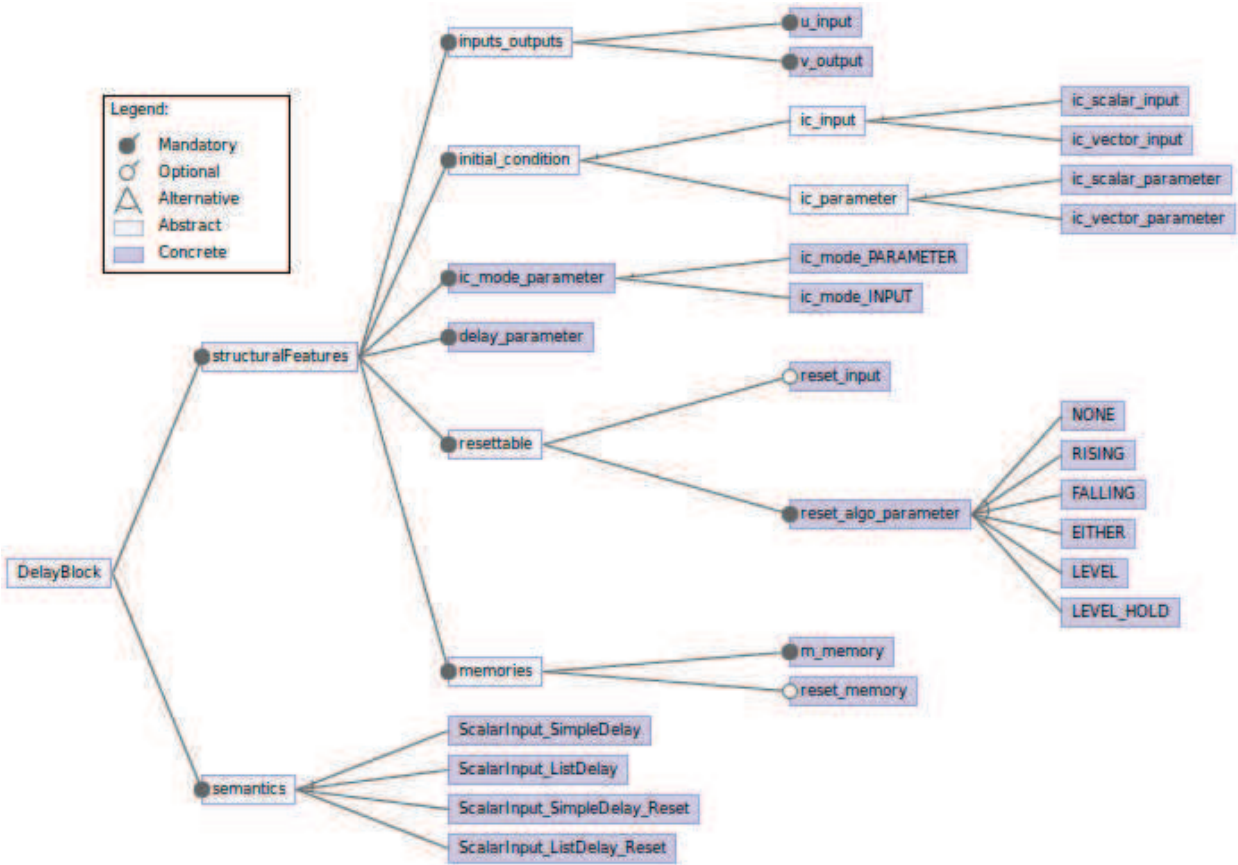 u_input
inputs_outputs
v_output
Legend:
Mandatory
Optional
Alternative
Abstract
Concrete
ic_scalar_input
ic_input
ic_vector_input
initial_condition
ic_scalar_parameter
ic_parameter
ic_vector_parameter
ic_mode_PARAMETER
ic_mode_parameter
ic_mode_INPUT
delay_parameter
structuralFeatures
reset_input
resettable
NONE
RISING
FALLING
reset_algo_parameter
EITHER
LEVEL
LEVEL_HOLD
DelayBlock
m_memory
memories
reset_memory
ScalarInput_SimpleDelay
ScalarInput_ListDelay
semantics
ScalarInput_SimpleDelay_Reset
ScalarInput_ListDelay_Reset